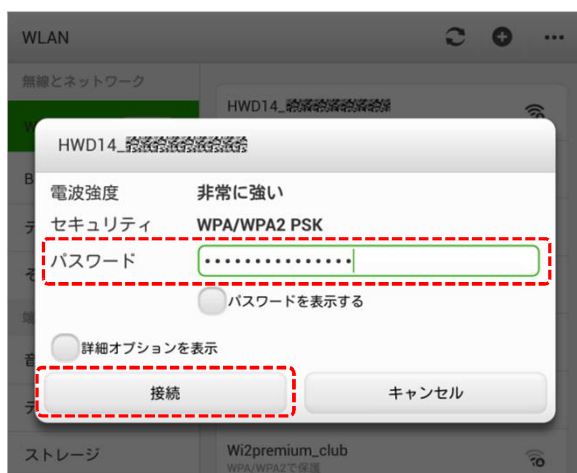 WLAN
無線とネットワーク
HWD14_
HWD14_
電波強度 非常に強い
セキュリティ WPA/WPA2 PSK
パスワード •••••••••••••••
パスワードを表示する
詳細オプションを表示
接続 キャンセル
ストレージ
Wi2premium_club
WPA/WPA2で保護